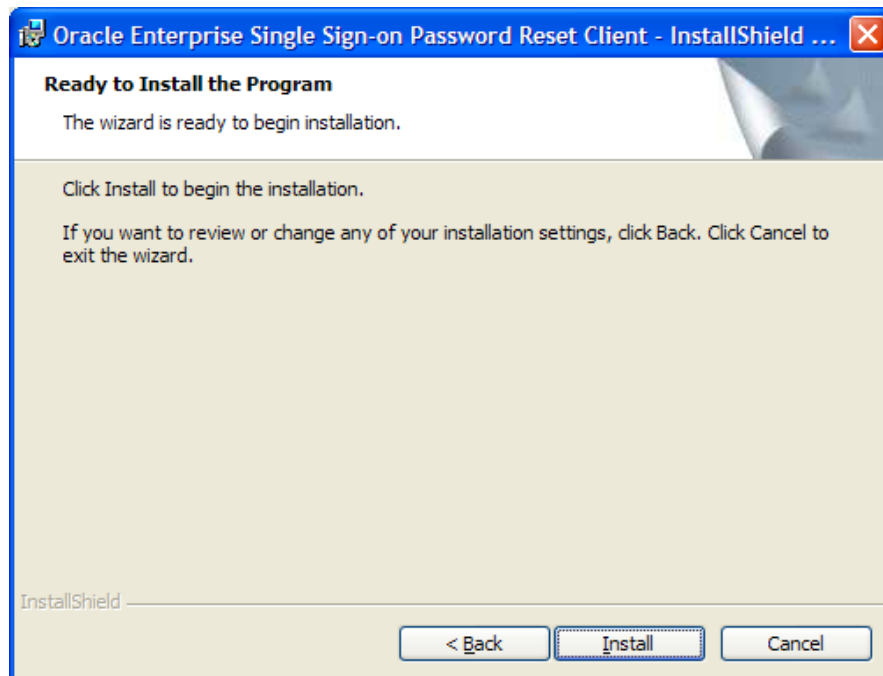 Oracle Enterprise Single Sign-on Password Reset Client - InstallShield ...
Ready to Install the Program
The wizard is ready to begin installation.
Click Install to begin the installation.
If you want to review or change any of your installation settings, click Back. Click Cancel to
exit the wizard.
InstallShield
< Back
Install
Cancel